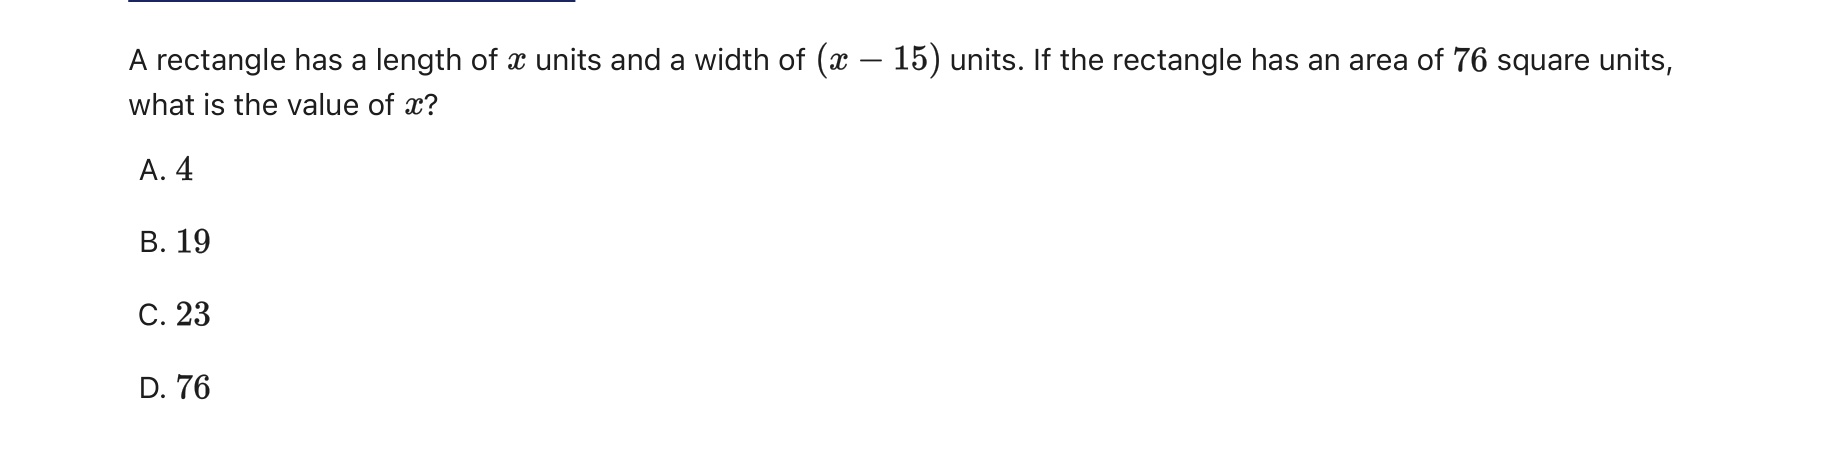 A rectangle has a length of x units and a width of (x − 15) units. If the rectangle has an area of 76 square units,
what is the value of x?
A. 4
B. 19
C. 23
D. 76